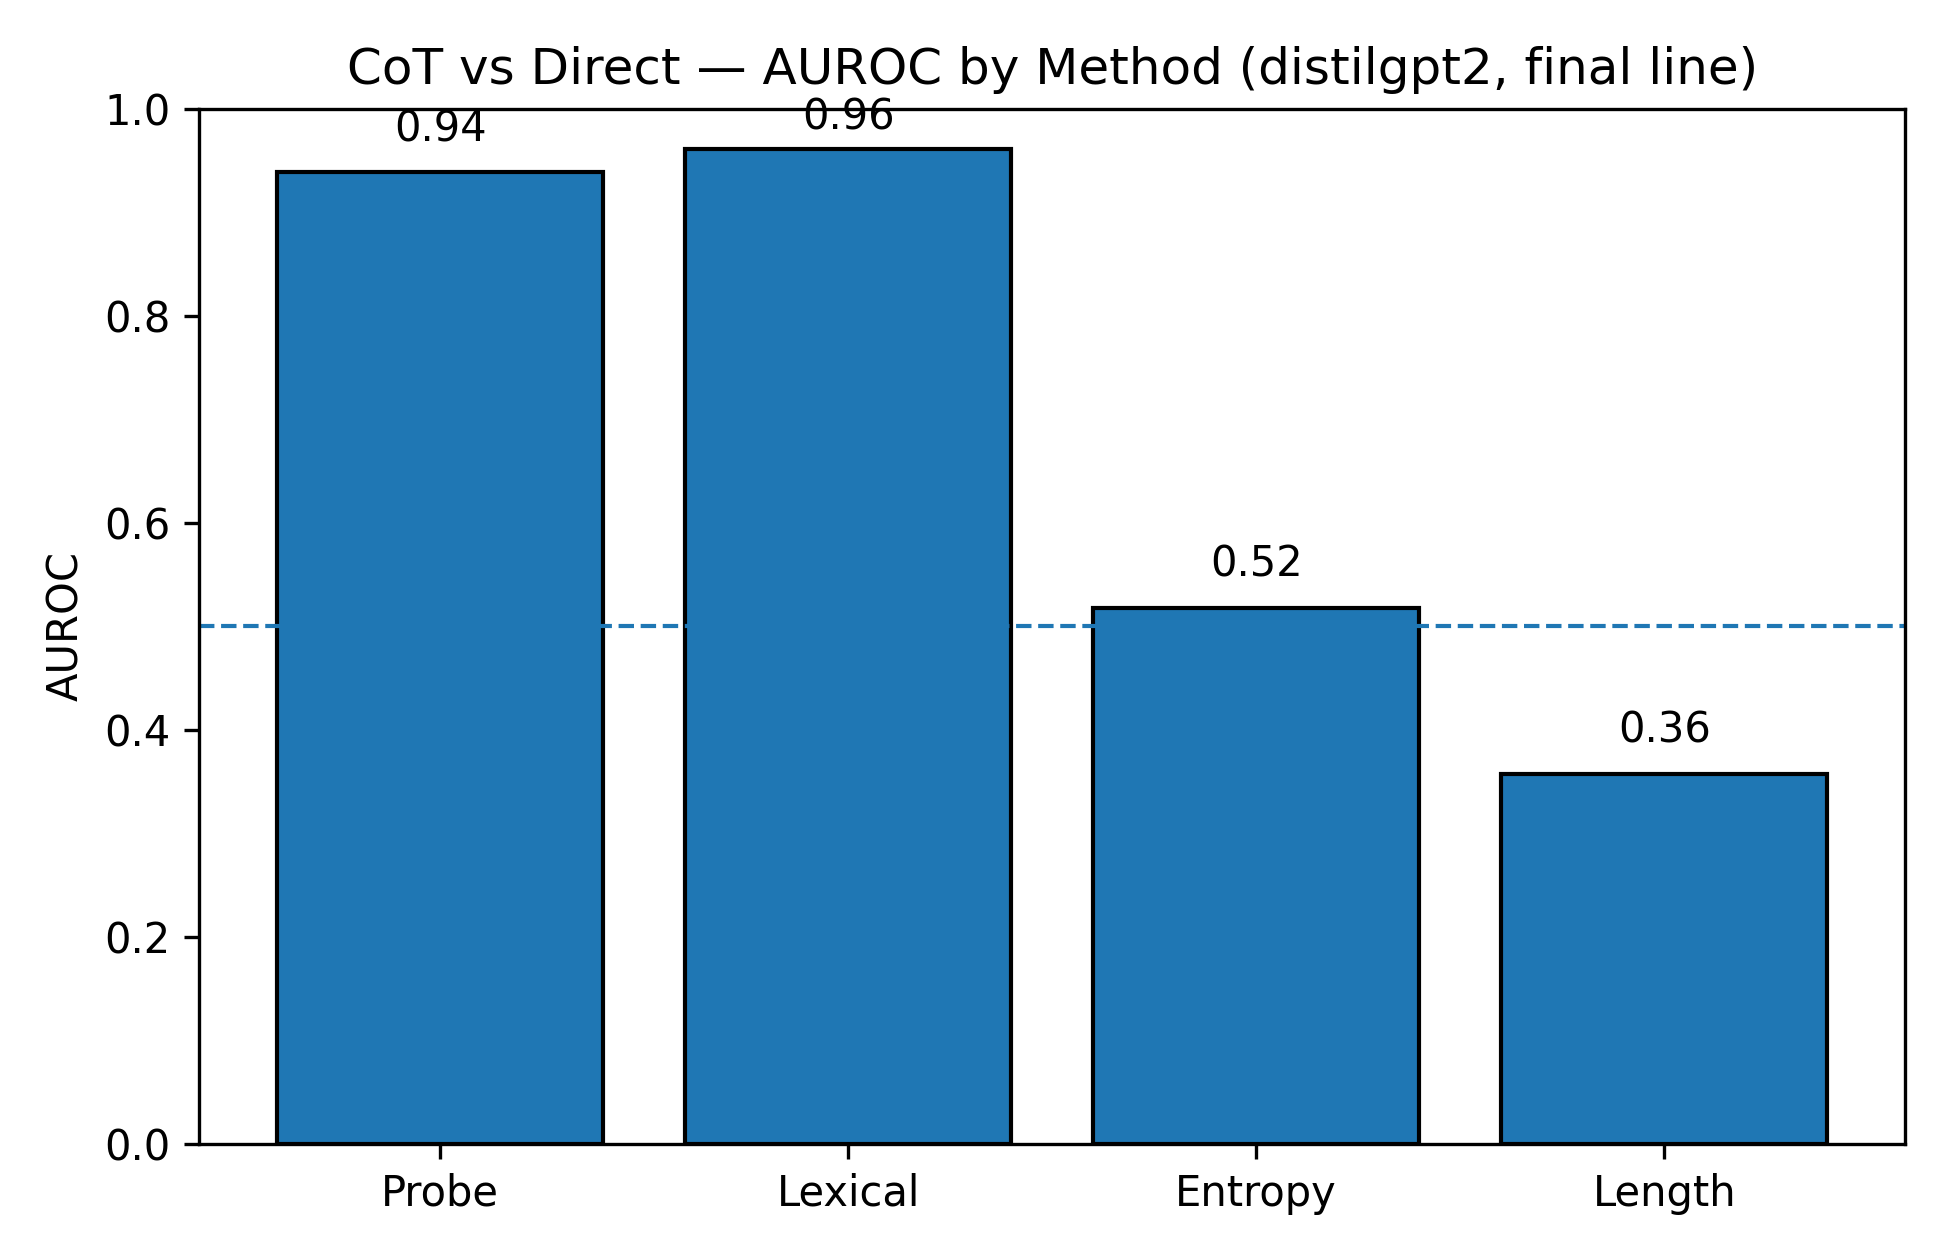 CoT vs Direct — AUROC by Method (distilgpt2, final line)
1.0
0.8
0.6
0.4
0.2
0.0
AUROC
0.94
0.96
0.52
0.36
Probe
Lexical
Entropy
Length